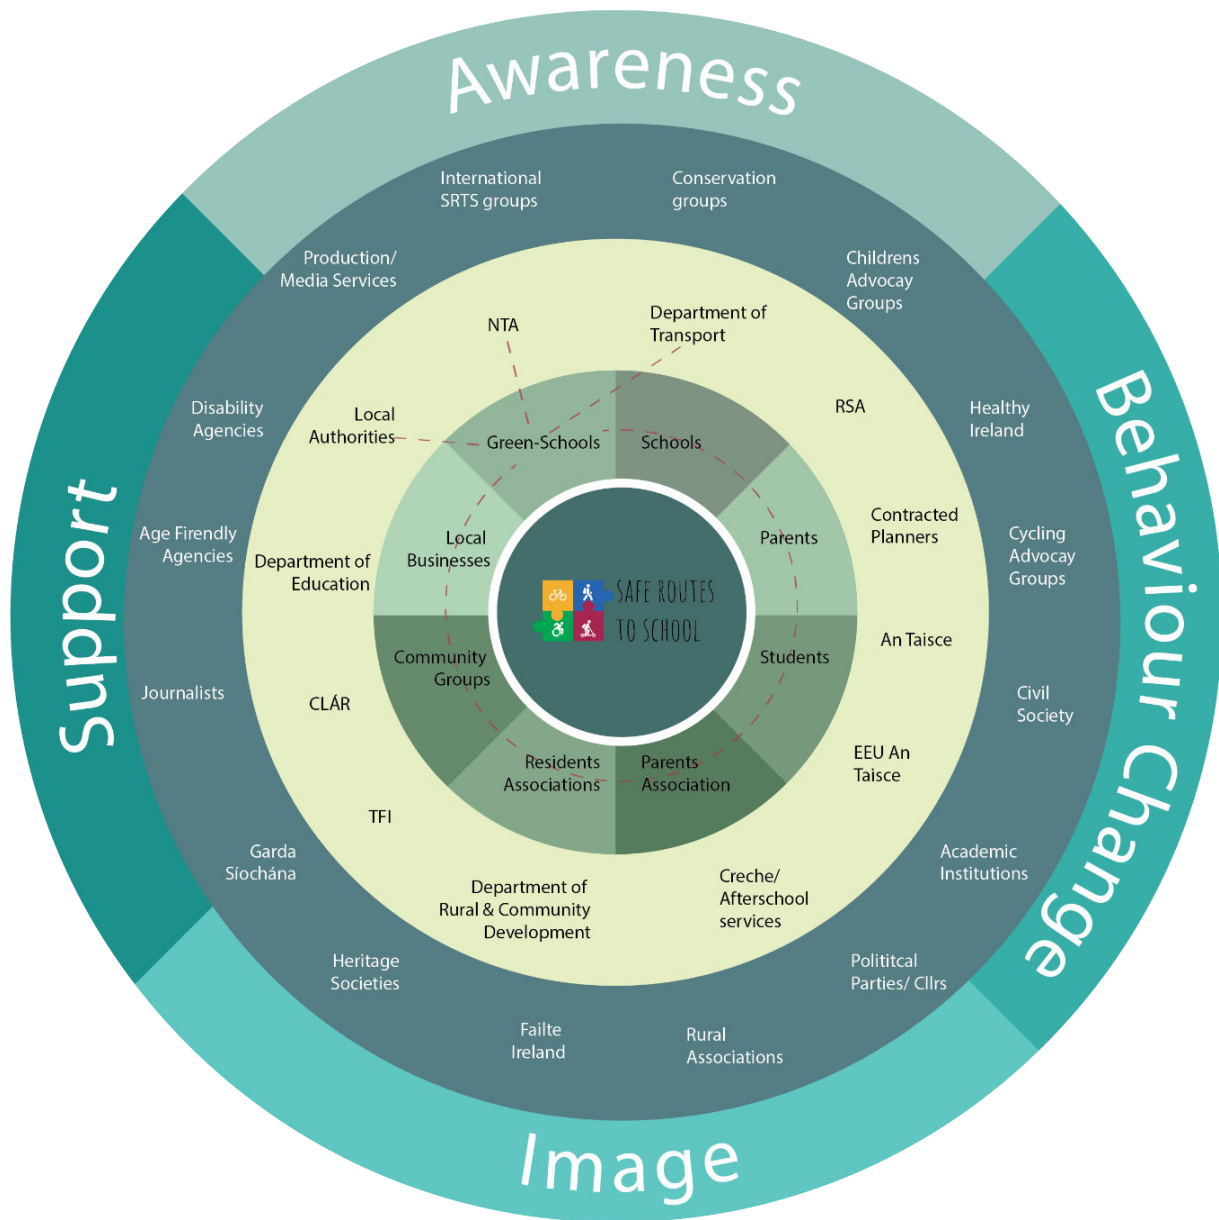 Awareness
International
SRTS groups
Conservation
groups
Production/
Media Services
Childrens
Advocay
Groups
Disability
Agencies
Healthy
Ireland
Age Firendly
Agencies
Cycling
Advocay
Groups
Journalists
Civil
Society
Garda
Síochána
Academic
Institutions
Heritage
Societies
Polititcal
Parties/ Cllrs
Failte
Ireland
Rural
Associations
NTA
Department of
Transport
Local
Authorities
RSA
Department of
Education
Contracted
Planners
An Taisce
CLÁR
EEU An
Taisce
TFI
Department of
Rural & Community
Development
Creche/
Afterschool
services
Green-Schools
Schools
Local
Businesses
Parents
Community
Groups
Students
Residents
Associations
Parents
Association
SAFE ROUTES
TO SCHOOL
Support
Behaviour Change
Image